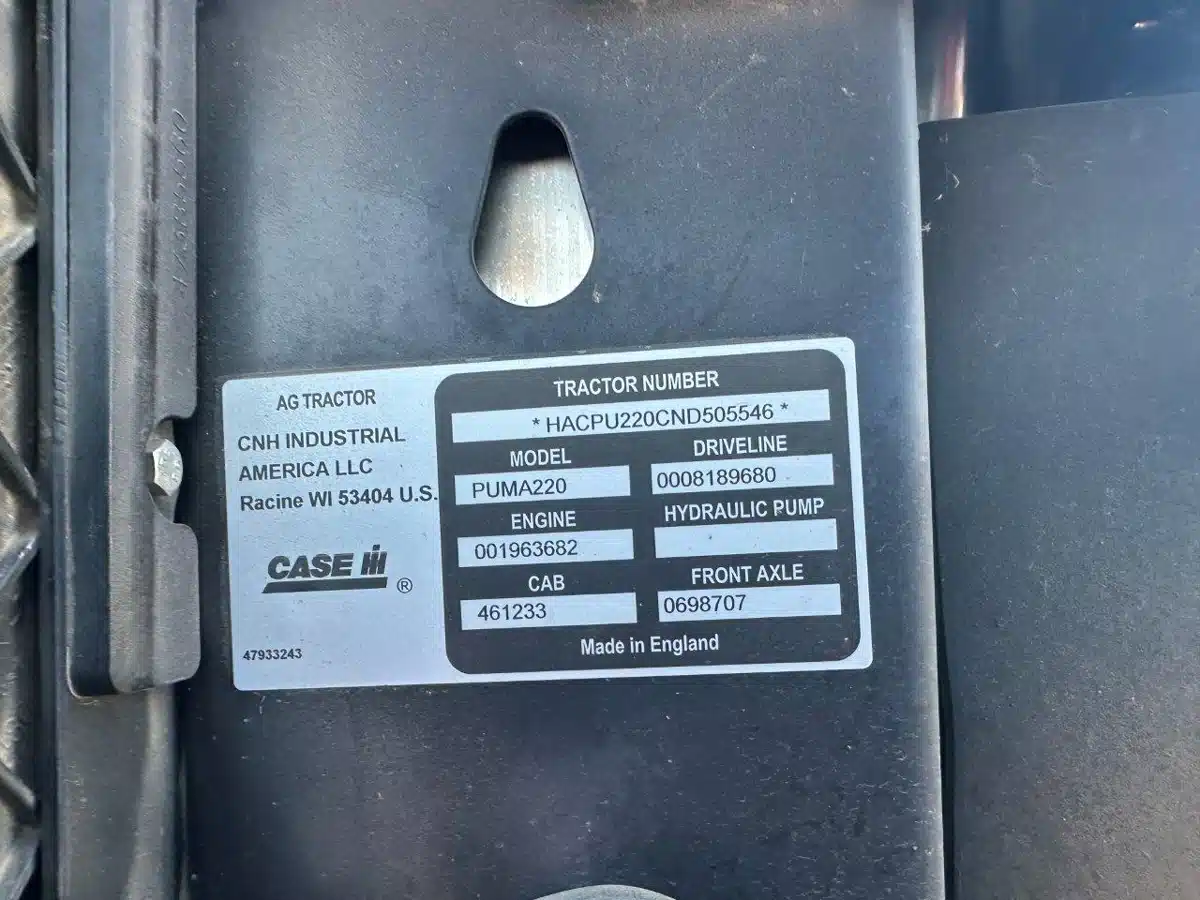 AG TRACTOR
CNH INDUSTRIAL
AMERICA LLC
Racine WI 53404 U.S.
CASE IH
®
47933243
TRACTOR NUMBER
* HACPU220CND505546 *
MODEL
PUMA220
DRIVELINE
0008189680
ENGINE
001963682
HYDRAULIC PUMP
CAB
461233
FRONT AXLE
0698707
Made in England